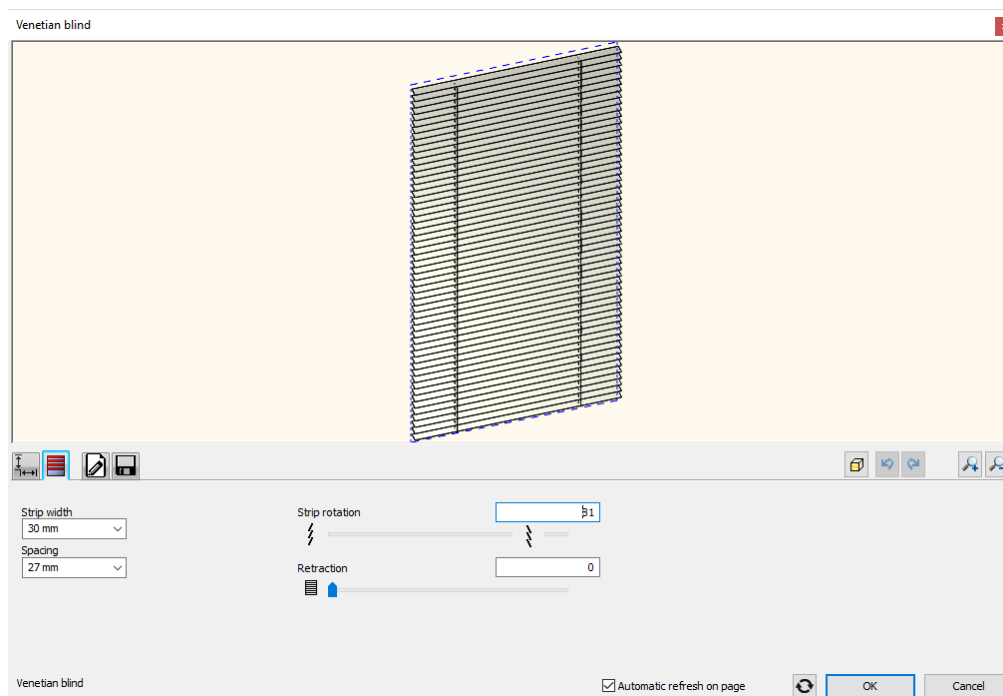 Venetian blind
Strip width
30 mm
Spacing
27 mm
Strip rotation
Retraction
0
Venetian blind
Automatic refresh on page
OK
Cancel